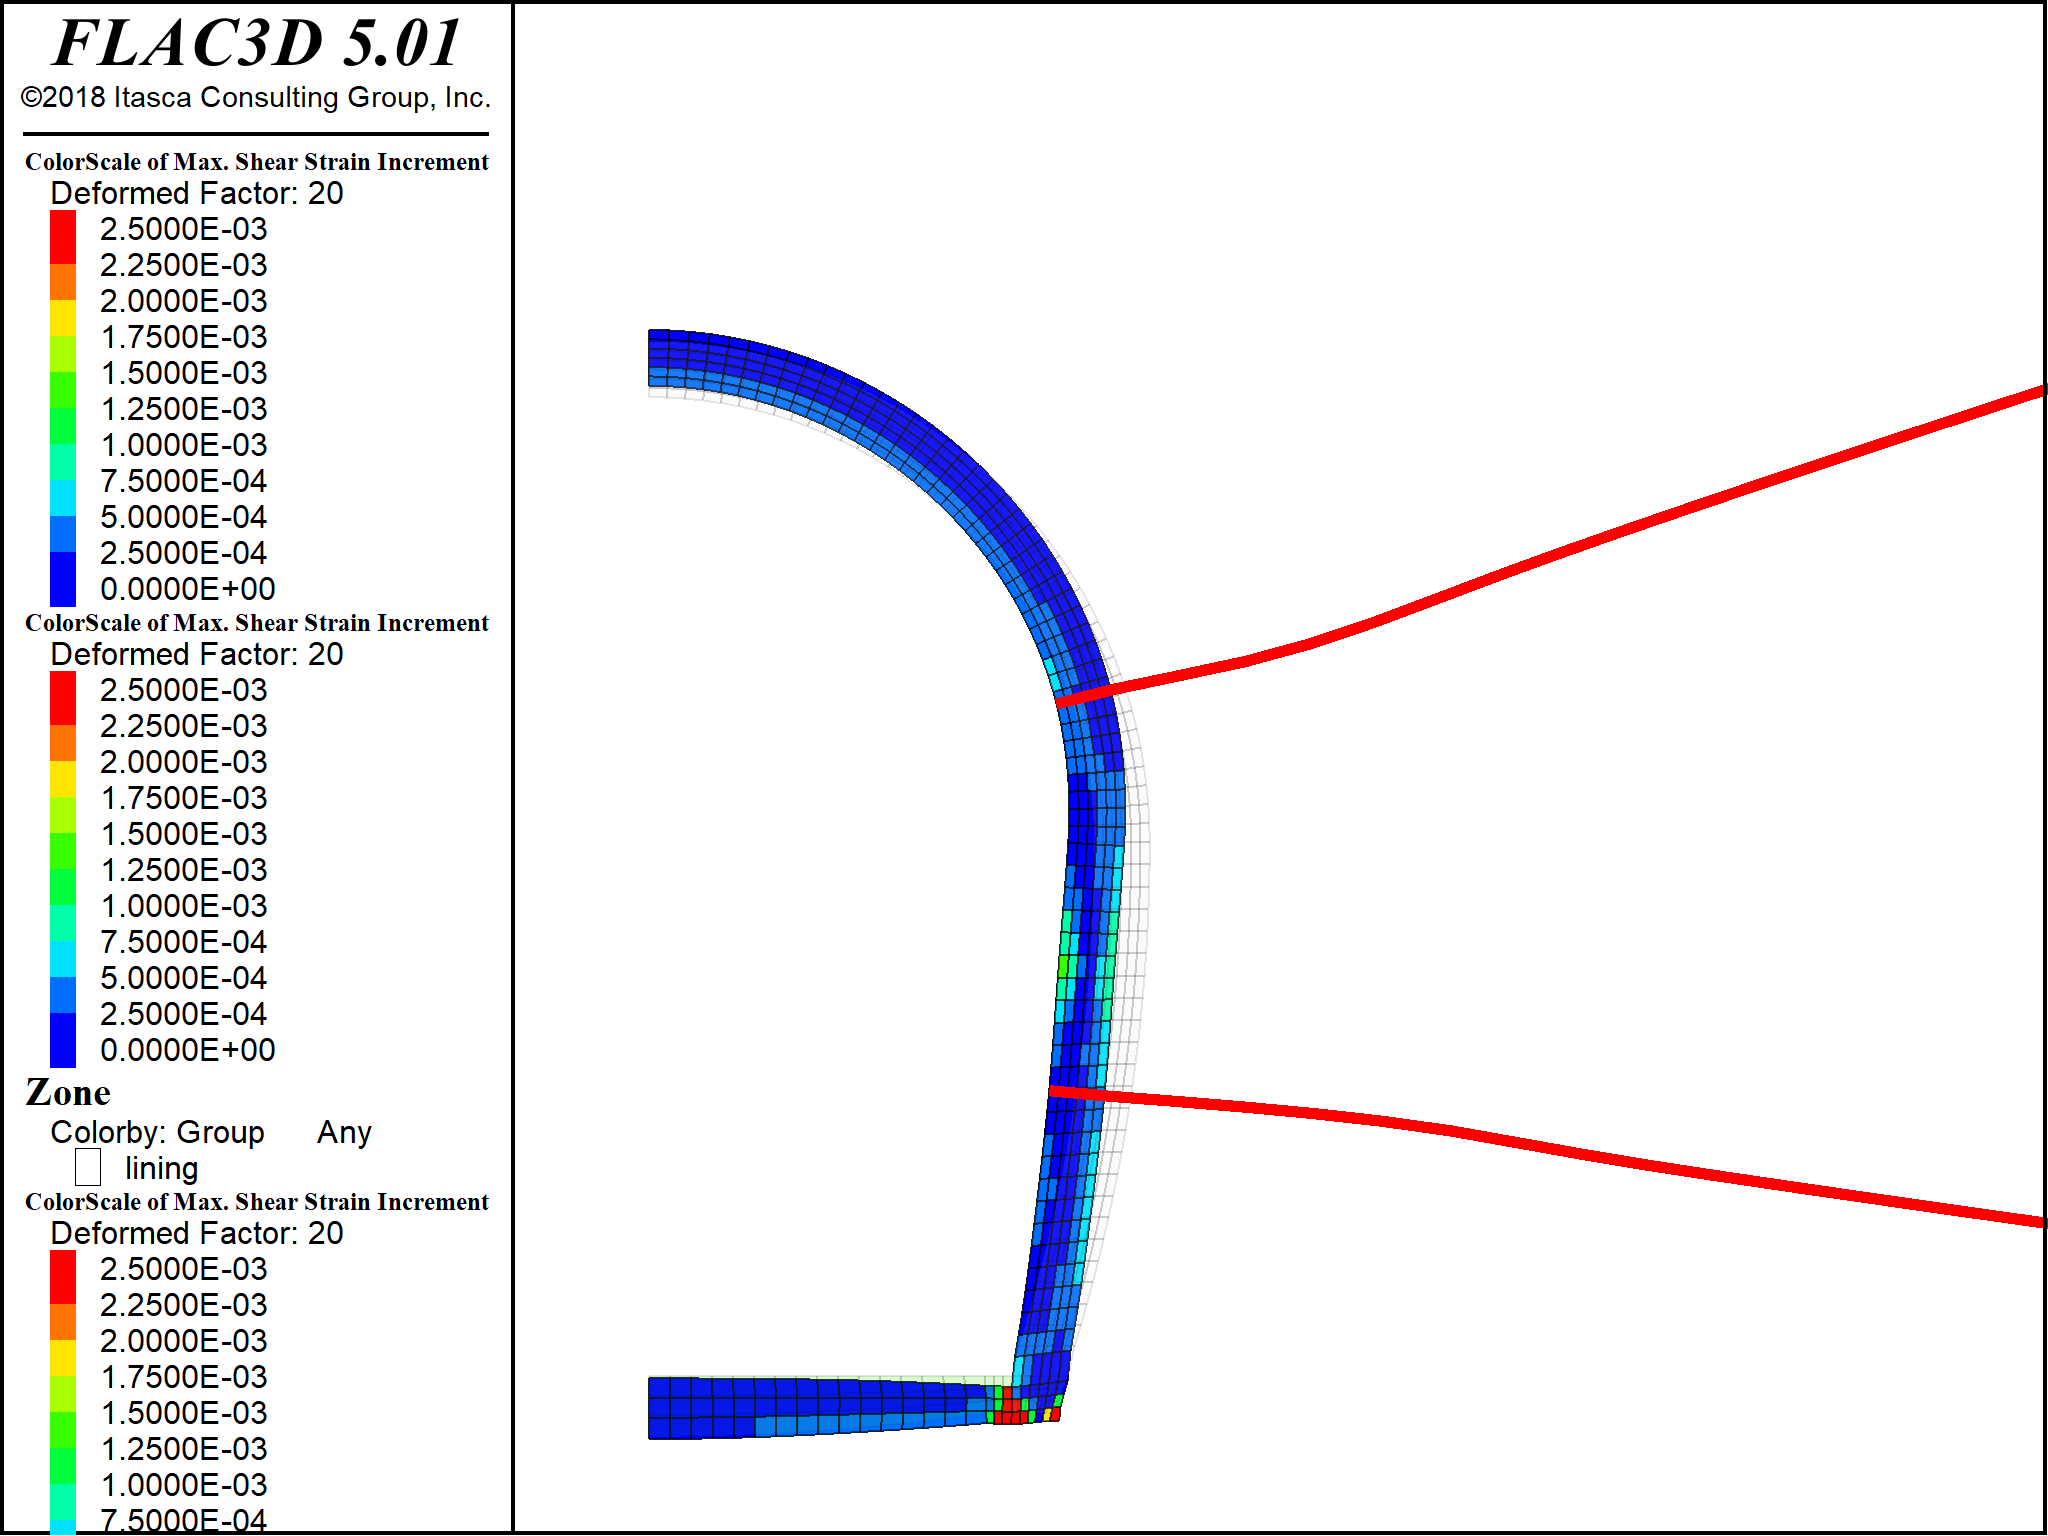 FLAC3D 5.01
©2018 Itasca Consulting Group, Inc.
ColorScale of Max. Shear Strain Increment
Deformed Factor: 20
2.5000E-03
2.2500E-03
2.0000E-03
1.7500E-03
1.5000E-03
1.2500E-03
1.0000E-03
7.5000E-04
5.0000E-04
2.5000E-04
0.0000E+00
ColorScale of Max. Shear Strain Increment
Deformed Factor: 20
2.5000E-03
2.2500E-03
2.0000E-03
1.7500E-03
1.5000E-03
1.2500E-03
1.0000E-03
7.5000E-04
5.0000E-04
2.5000E-04
0.0000E+00
Zone
Colorby: Group Any
lining
ColorScale of Max. Shear Strain Increment
Deformed Factor: 20
2.5000E-03
2.2500E-03
2.0000E-03
1.7500E-03
1.5000E-03
1.2500E-03
1.0000E-03
7.5000E-04